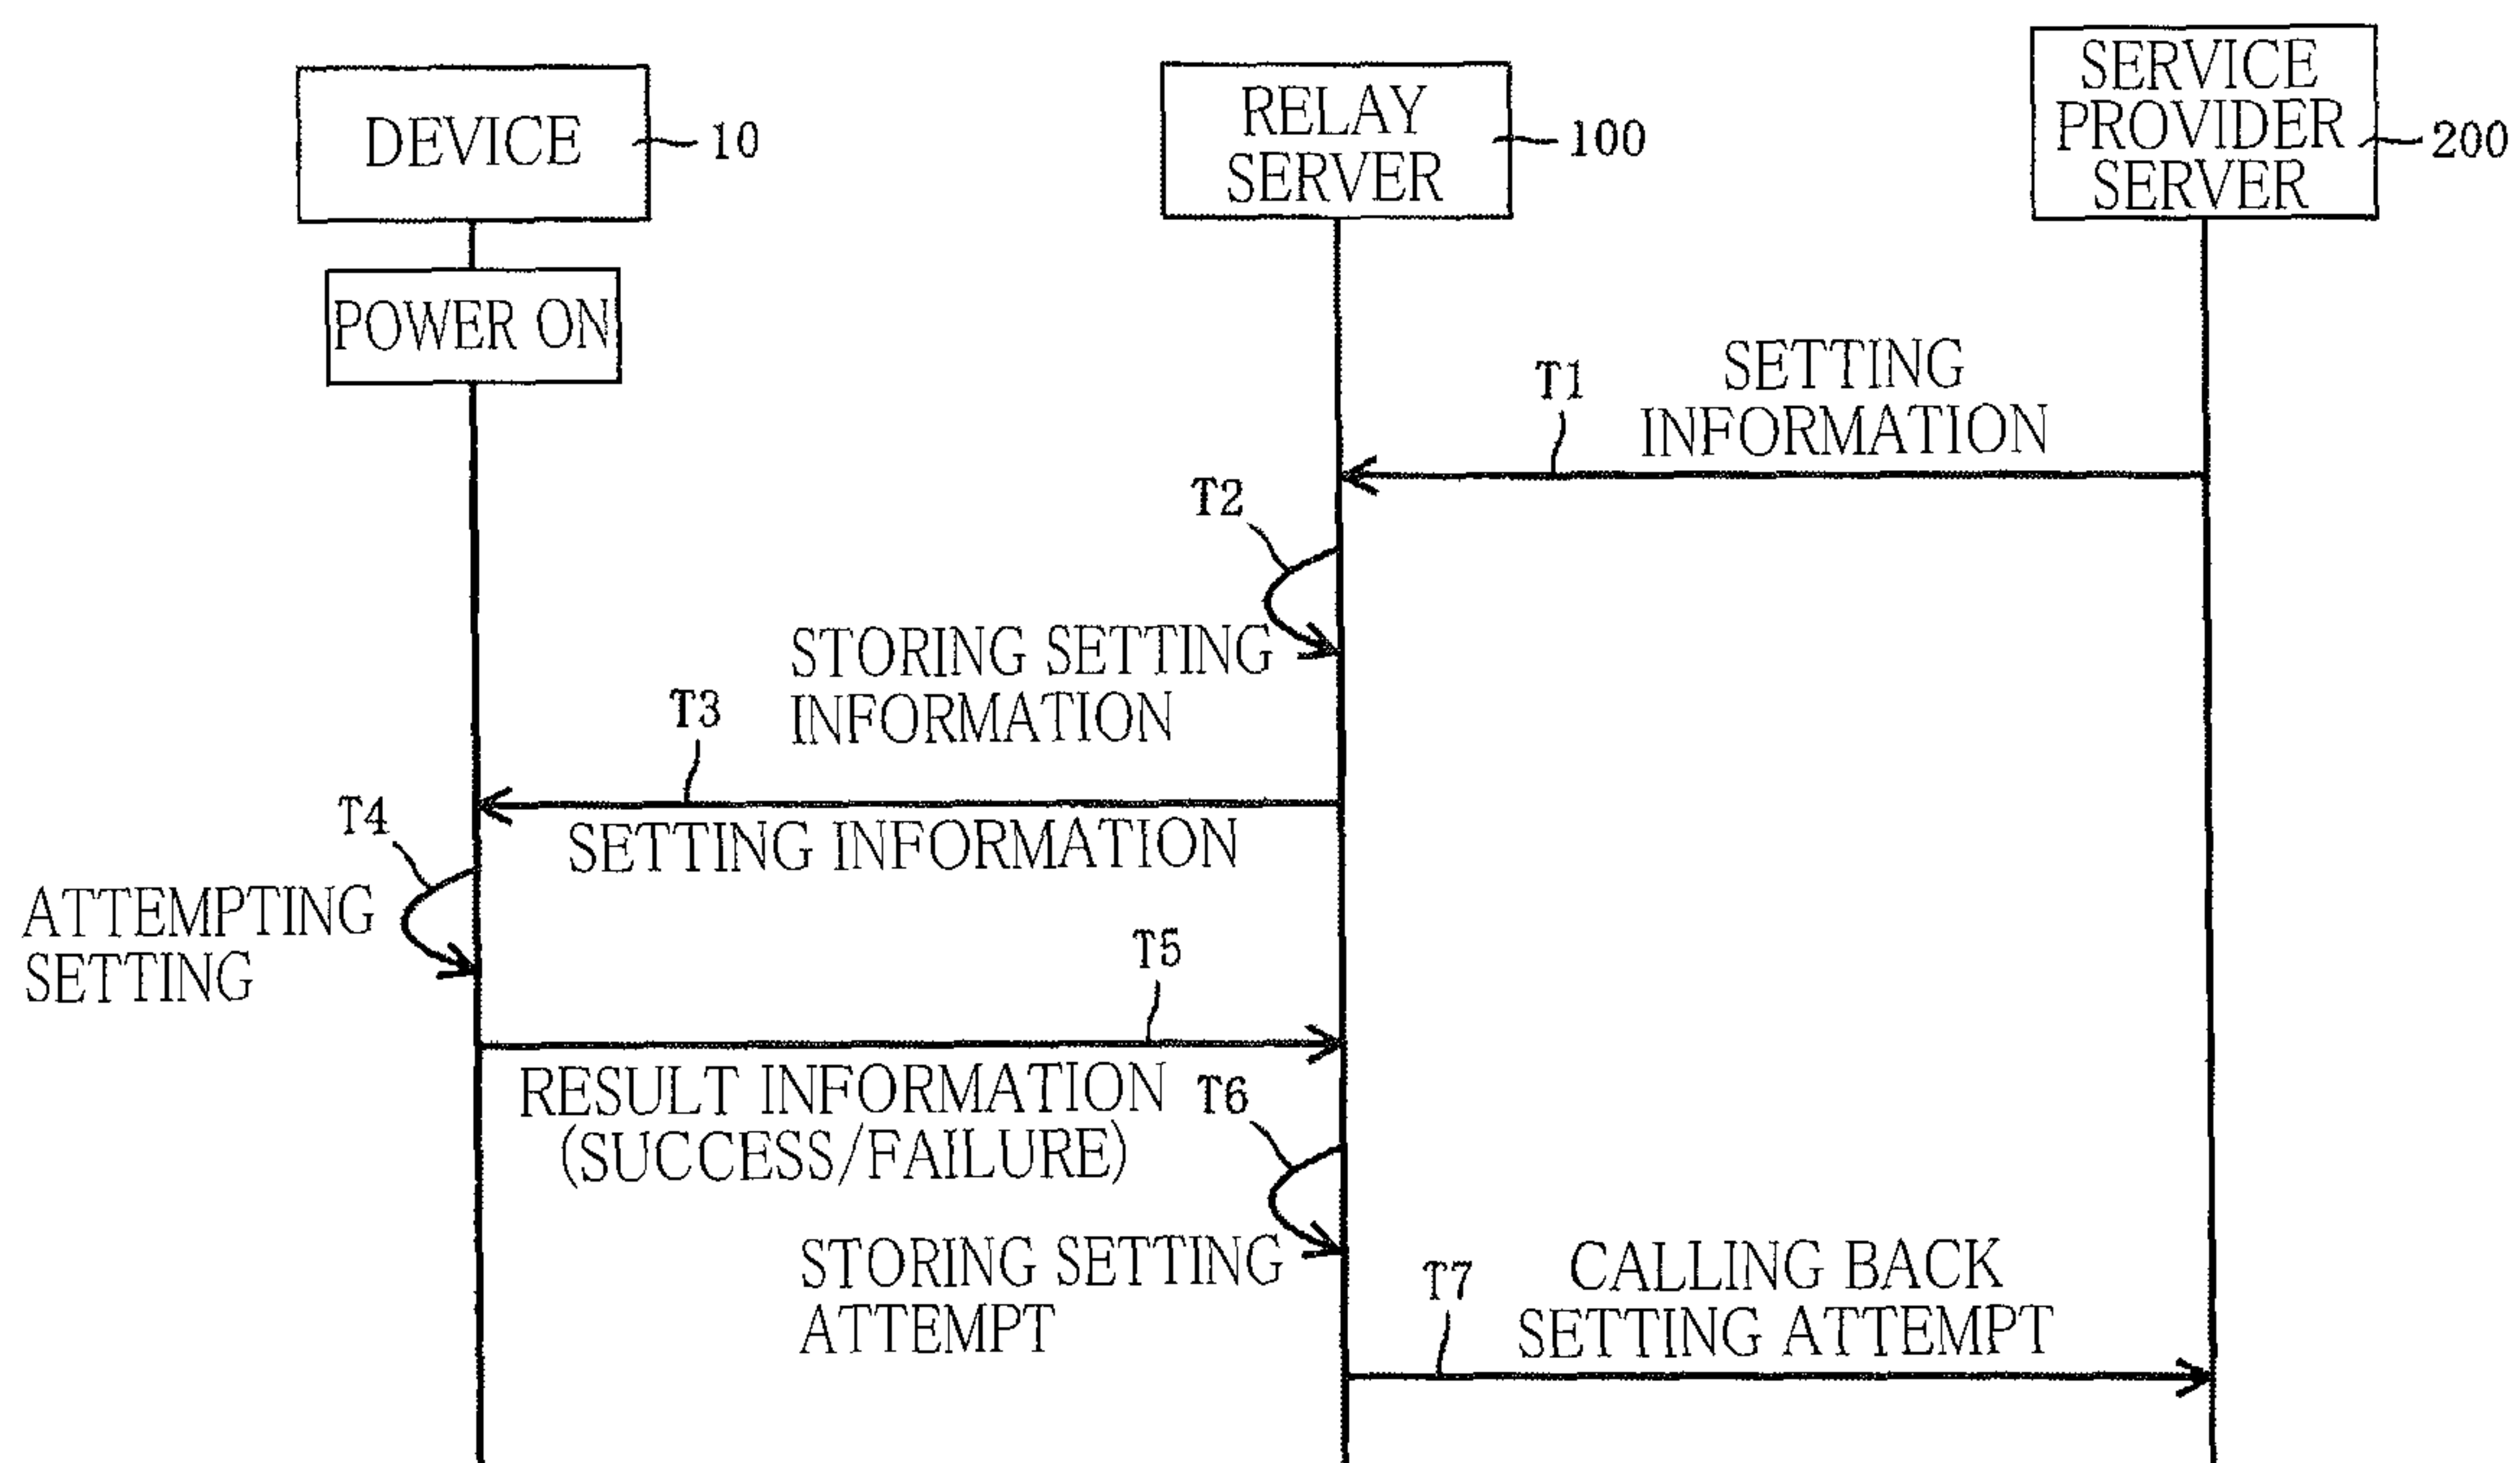 DEVICE
10
RELAY
SERVER
100
SERVICE
PROVIDER
SERVER
200
POWER ON
T1
SETTING
INFORMATION
T2
STORING SETTING
INFORMATION
T3
SETTING INFORMATION
T4
ATTEMPTING
SETTING
T5
RESULT INFORMATION
(SUCCESS/FAILURE)
T6
STORING SETTING
ATTEMPT
T7
CALLING BACK
SETTING ATTEMPT